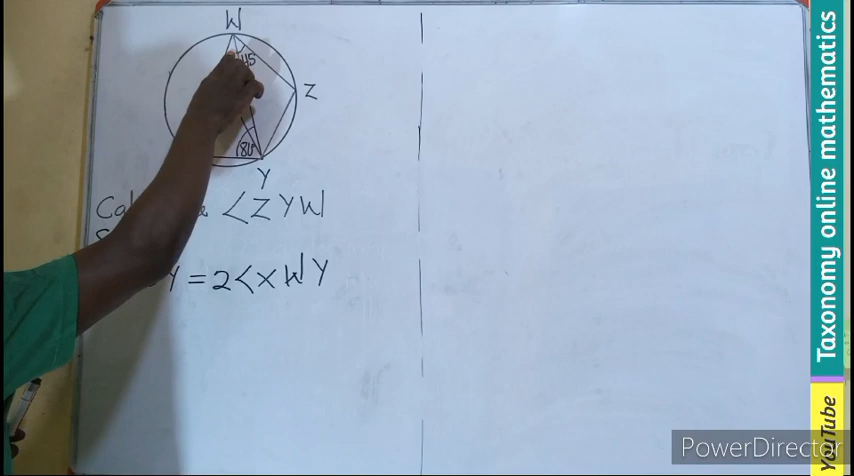 W
45
Z
80
Y
<ZYW
Y = 2<XWY
Taxonomy online mathematics
YouTube
PowerDirector